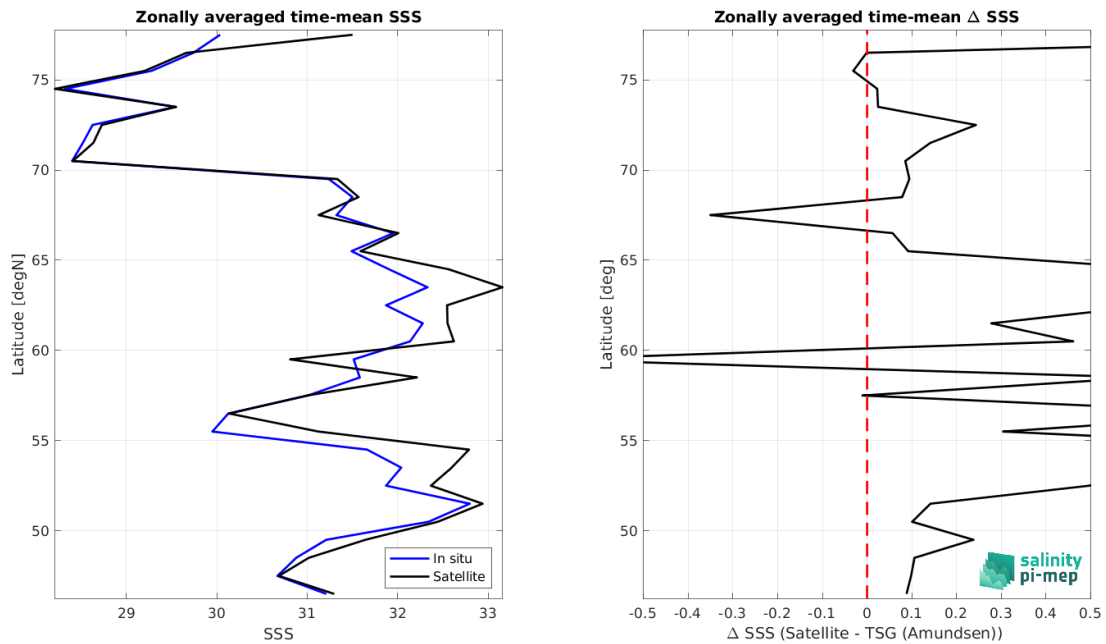 Zonally averaged time-mean SSS
75
70
65
60
55
50
Latitude [degN]
29
30
31
32
33
SSS
In situ
Satellite
Zonally averaged time-mean Δ SSS
75
70
65
60
55
50
Latitude [deg]
-0.5
-0.4
-0.3
-0.2
-0.1
0
0.1
0.2
0.3
0.4
0.5
Δ SSS (Satellite - TSG (Amundsen))
salinity
pi-mep